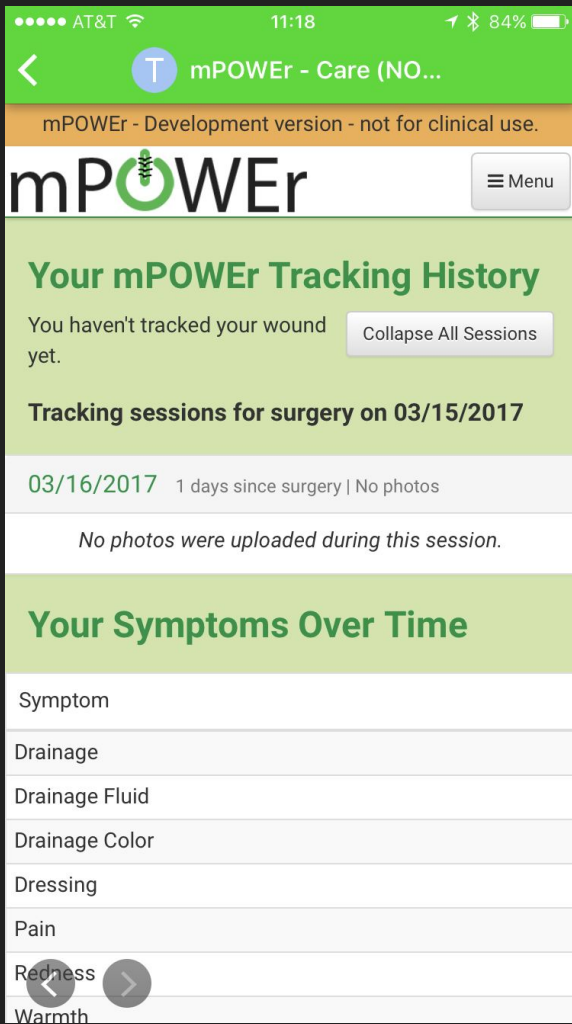 AT&T 11:18 84%
T mPOWEr - Care (NO...
mPOWEr - Development version - not for clinical use.
mPOWEr
Menu
Your mPOWEr Tracking History
You haven't tracked your wound
yet.
Collapse All Sessions
Tracking sessions for surgery on 03/15/2017
03/16/2017 1 days since surgery | No photos
No photos were uploaded during this session.
Your Symptoms Over Time
Symptom
Drainage
Drainage Fluid
Drainage Color
Dressing
Pain
Redness
Warmth